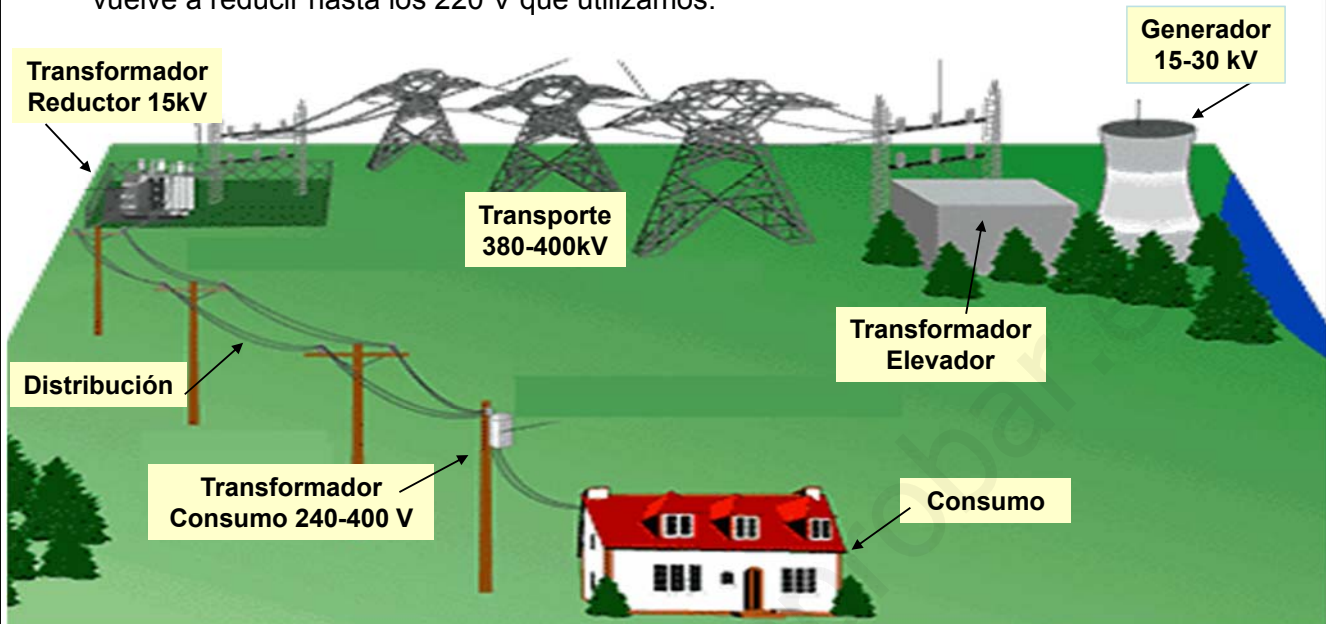 vuelve a reducir hasta los 220 V que utilizamos.
Generador
15-30 kV
Transformador
Reductor 15kV
Transporte
380-400kV
Transformador
Elevador
Distribución
Transformador
Consumo 240-400 V
Consumo